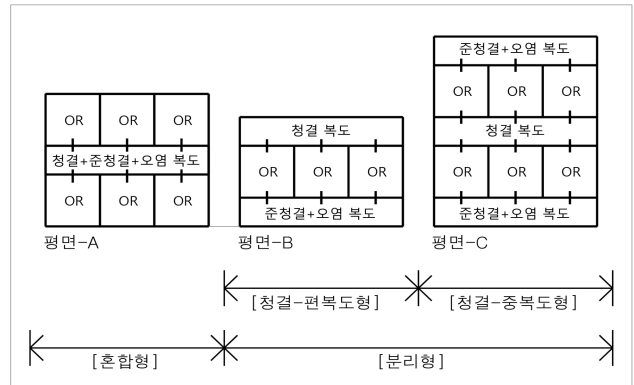 OR OR OR
청결+준청결+오염 복도
OR OR OR
평면-A
청결 복도
OR OR OR
준청결+오염 복도
평면-B
준청결+오염 복도
OR OR OR
청결 복도
OR OR OR
준청결+오염 복도
평면-C
[청결-편복도형] [청결-중복도형]
[혼합형] [분리형]